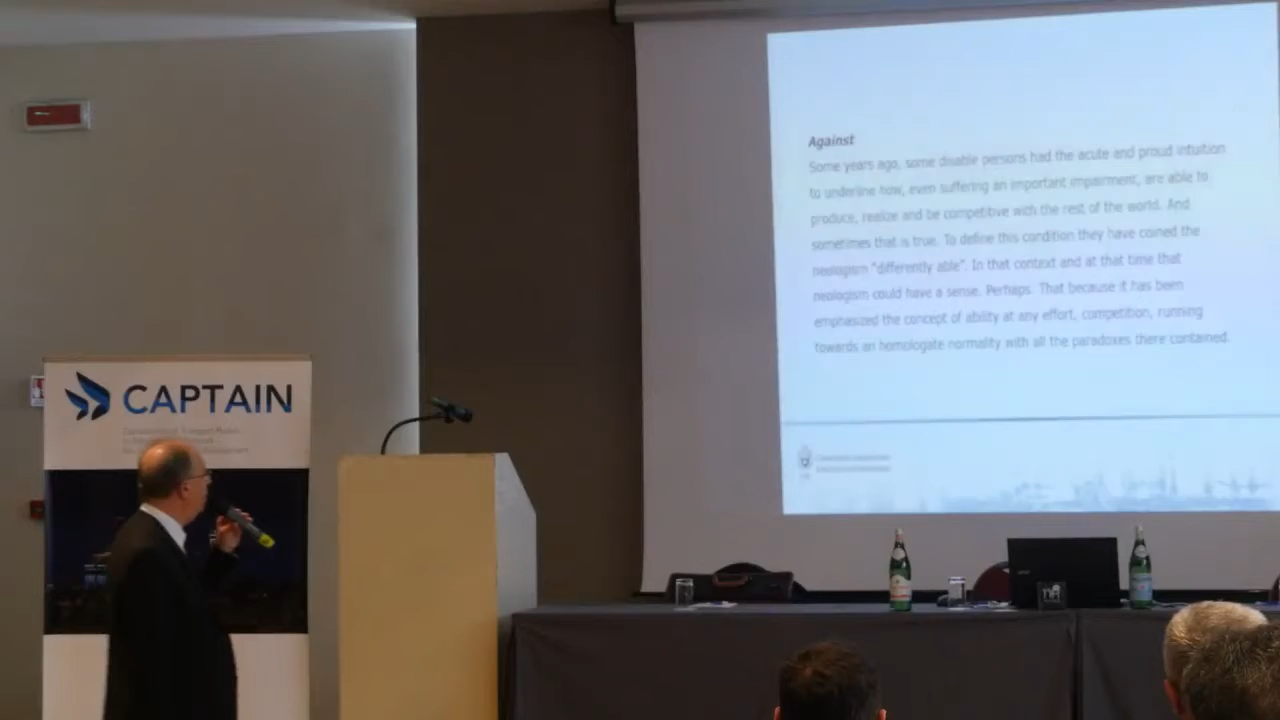 Against
Some years ago, some disable persons had the acute and proud intuition
to underline how, even suffering an important impairment, are able to
produce, realize and be competitive with the rest of the world. And
sometimes that is true. To define this condition they have coined the
neologism "differently able". In that context and at that time that
neologism could have a sense. Perhaps. That because it has been
emphasized the concept of ability at any effort, competition, running
towards an homologate normality with all the paradoxes there contained.
CAPTAIN